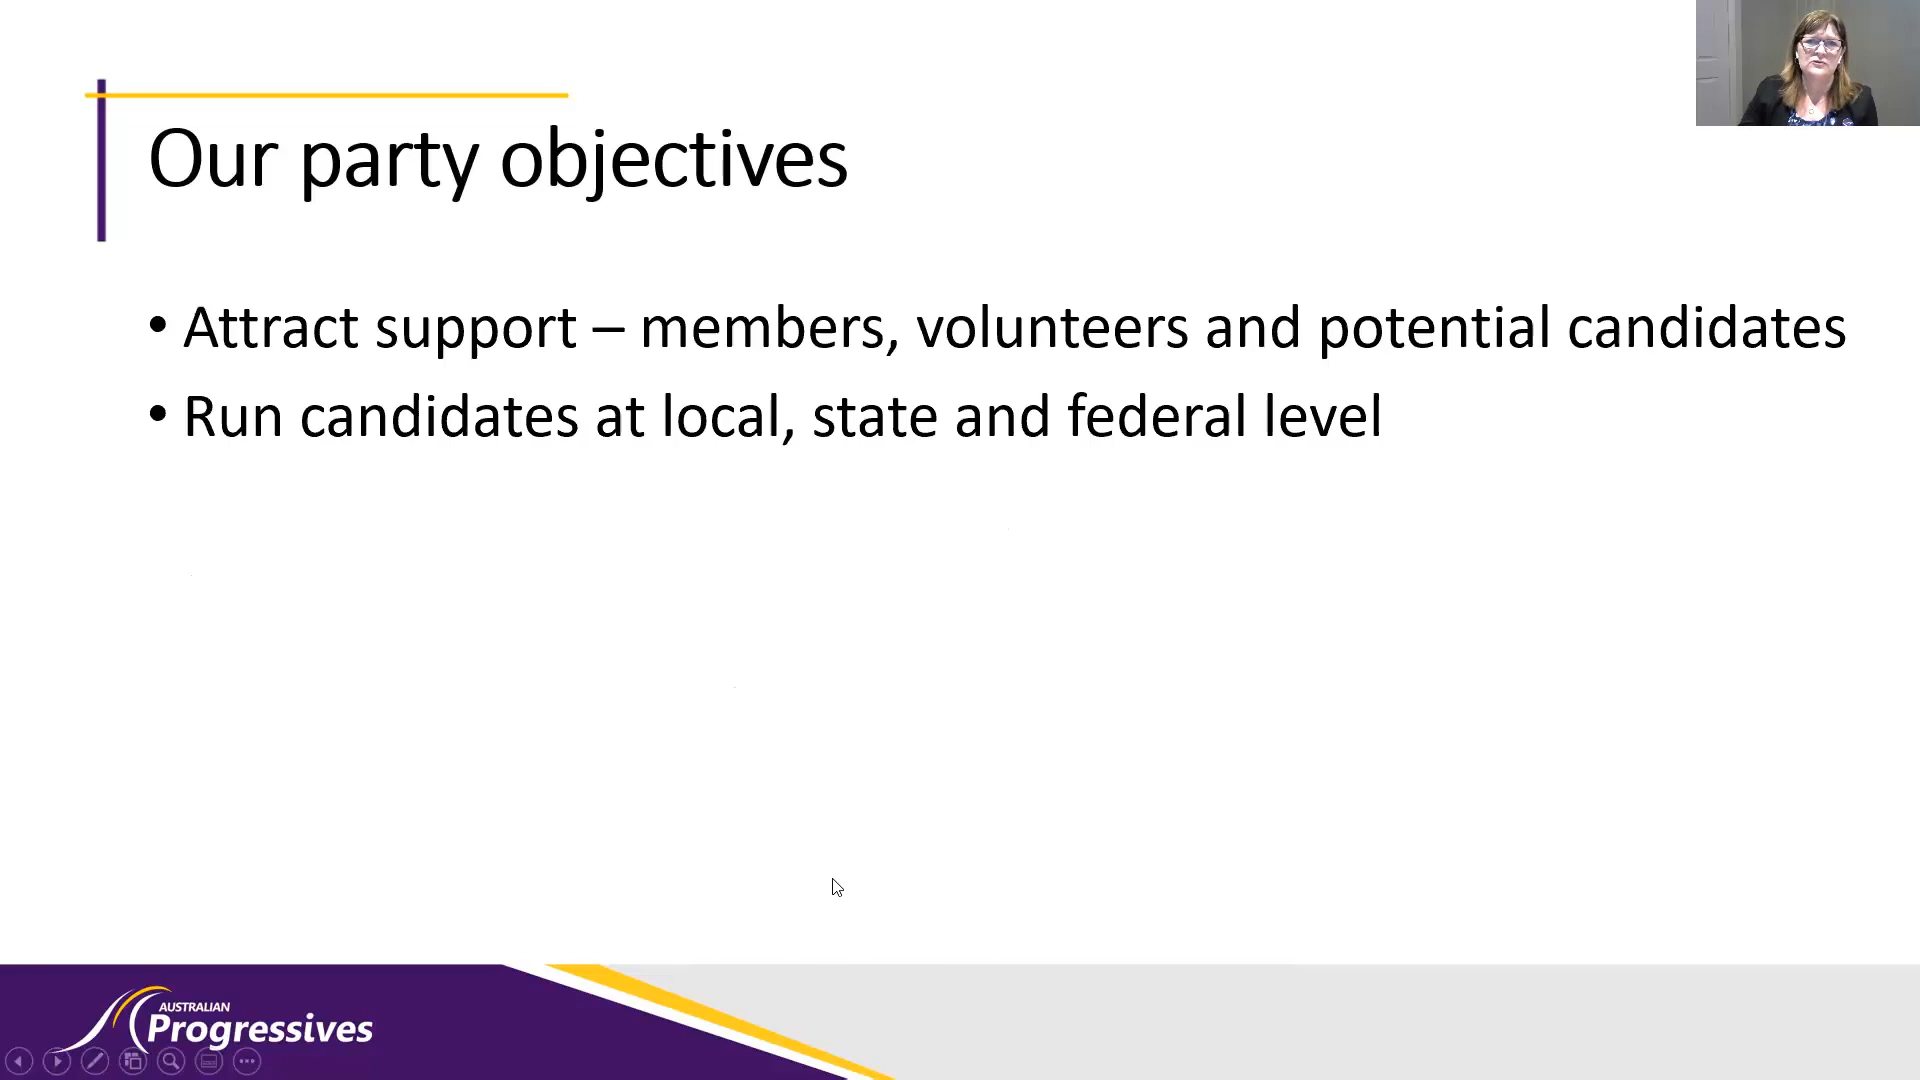 Our party objectives
• Attract support – members, volunteers and potential candidates
• Run candidates at local, state and federal level
AUSTRALIAN
Progressives